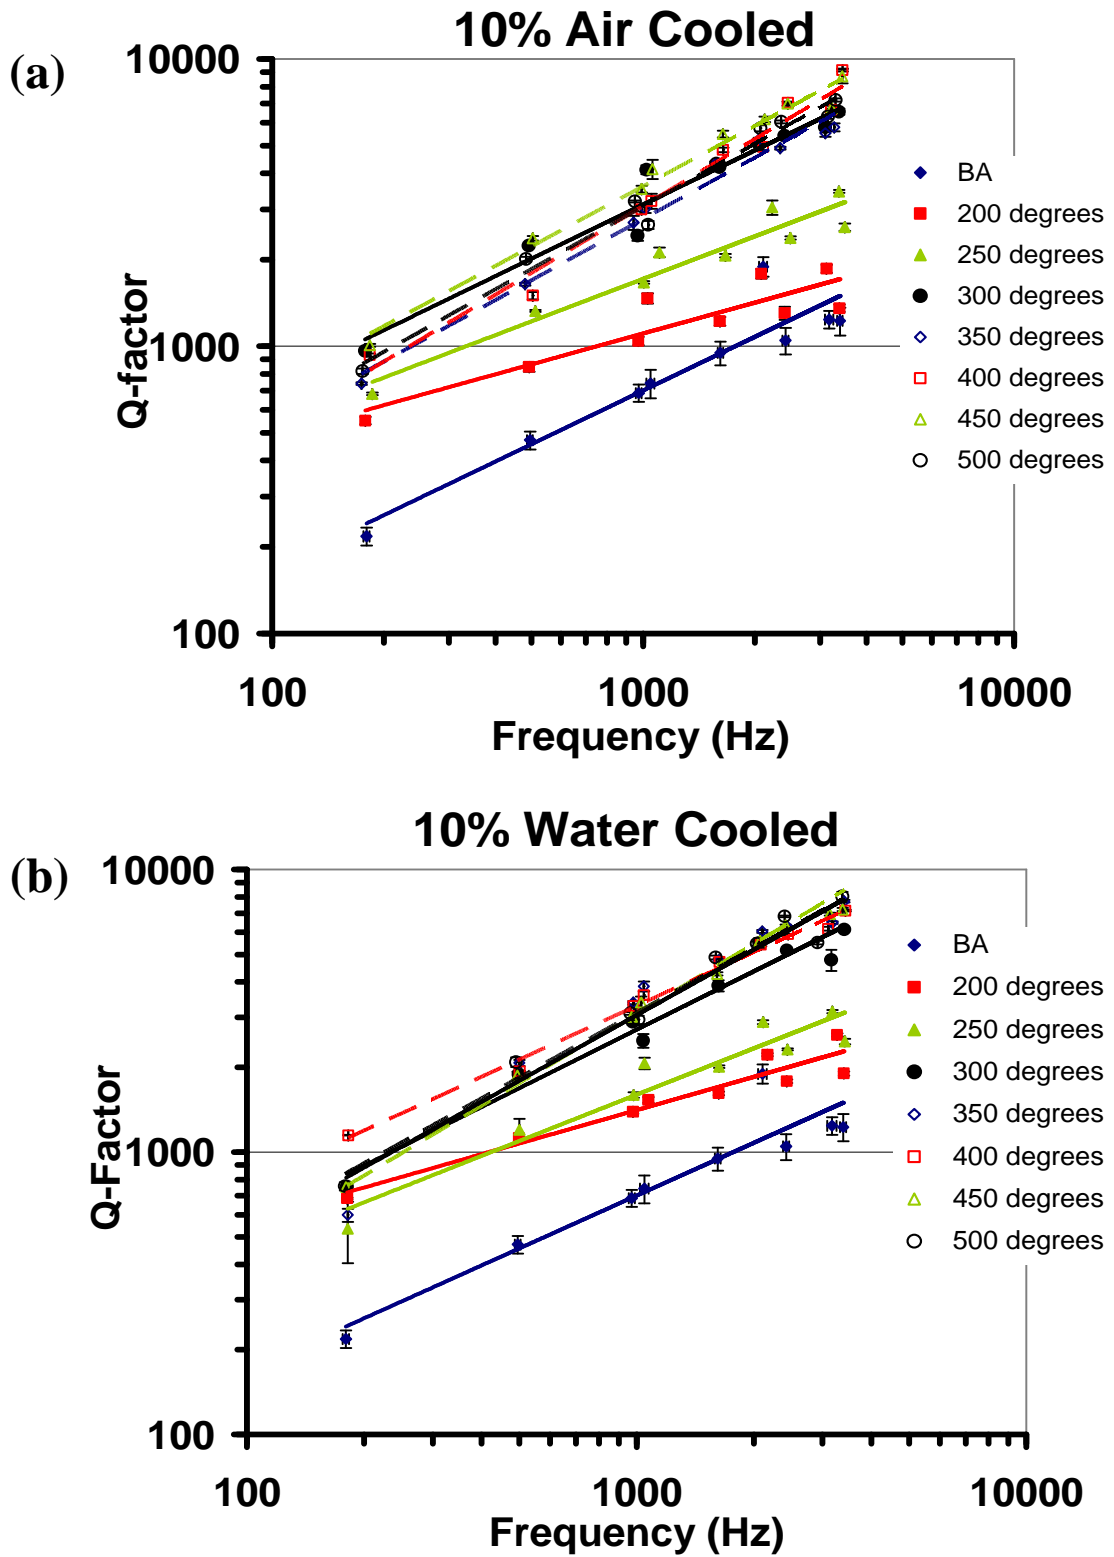 10% Air Cooled
(a)
10000
1000
100
Q-factor
BA
200 degrees
250 degrees
300 degrees
350 degrees
400 degrees
450 degrees
500 degrees
100 1000 10000
Frequency (Hz)
10% Water Cooled
(b)
10000
1000
100
Q-Factor
BA
200 degrees
250 degrees
300 degrees
350 degrees
400 degrees
450 degrees
500 degrees
100 1000 10000
Frequency (Hz)